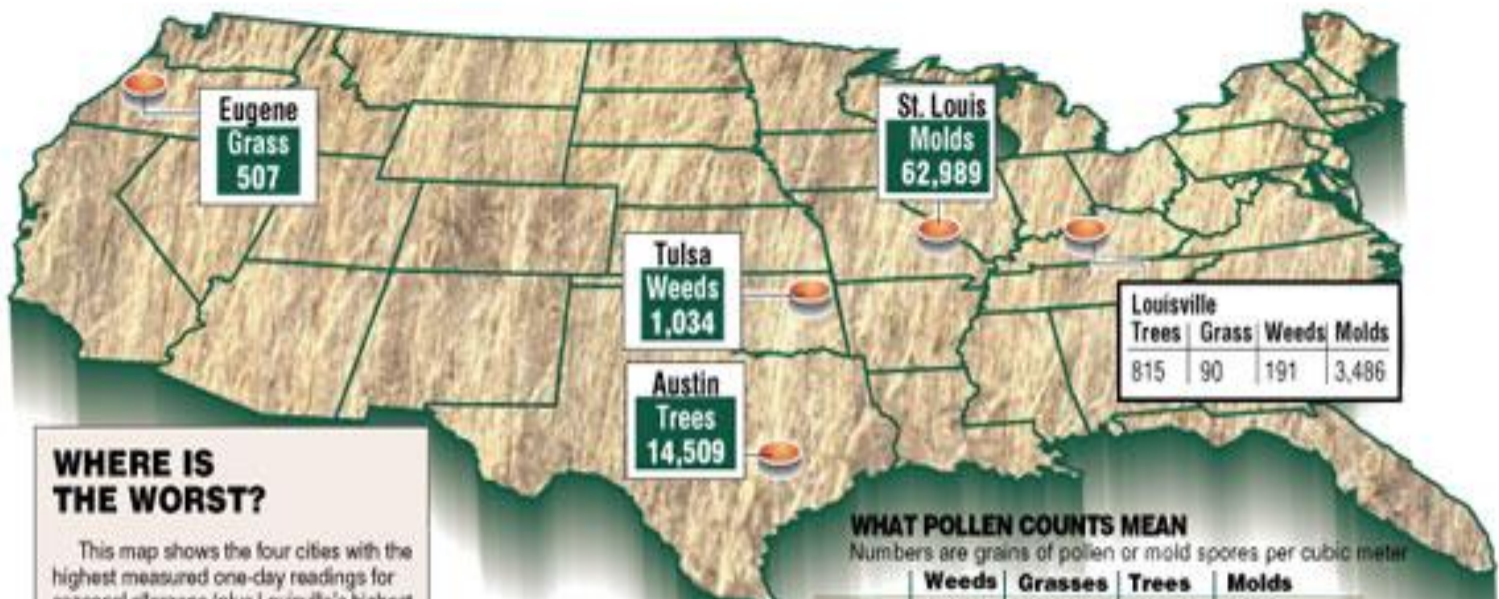 Eugene
Grass
507
St. Louis
Molds
62,989
Tulsa
Weeds
1,034
Louisville
Trees Grass Weeds Molds
815 90 191 3,486
Austin
Trees
14,509
WHERE IS
THE WORST?
This map shows the four cities with the
highest measured one-day readings for
WHAT POLLEN COUNTS MEAN
Numbers are grains of pollen or mold spores per cubic meter
Weeds Grasses Trees Molds